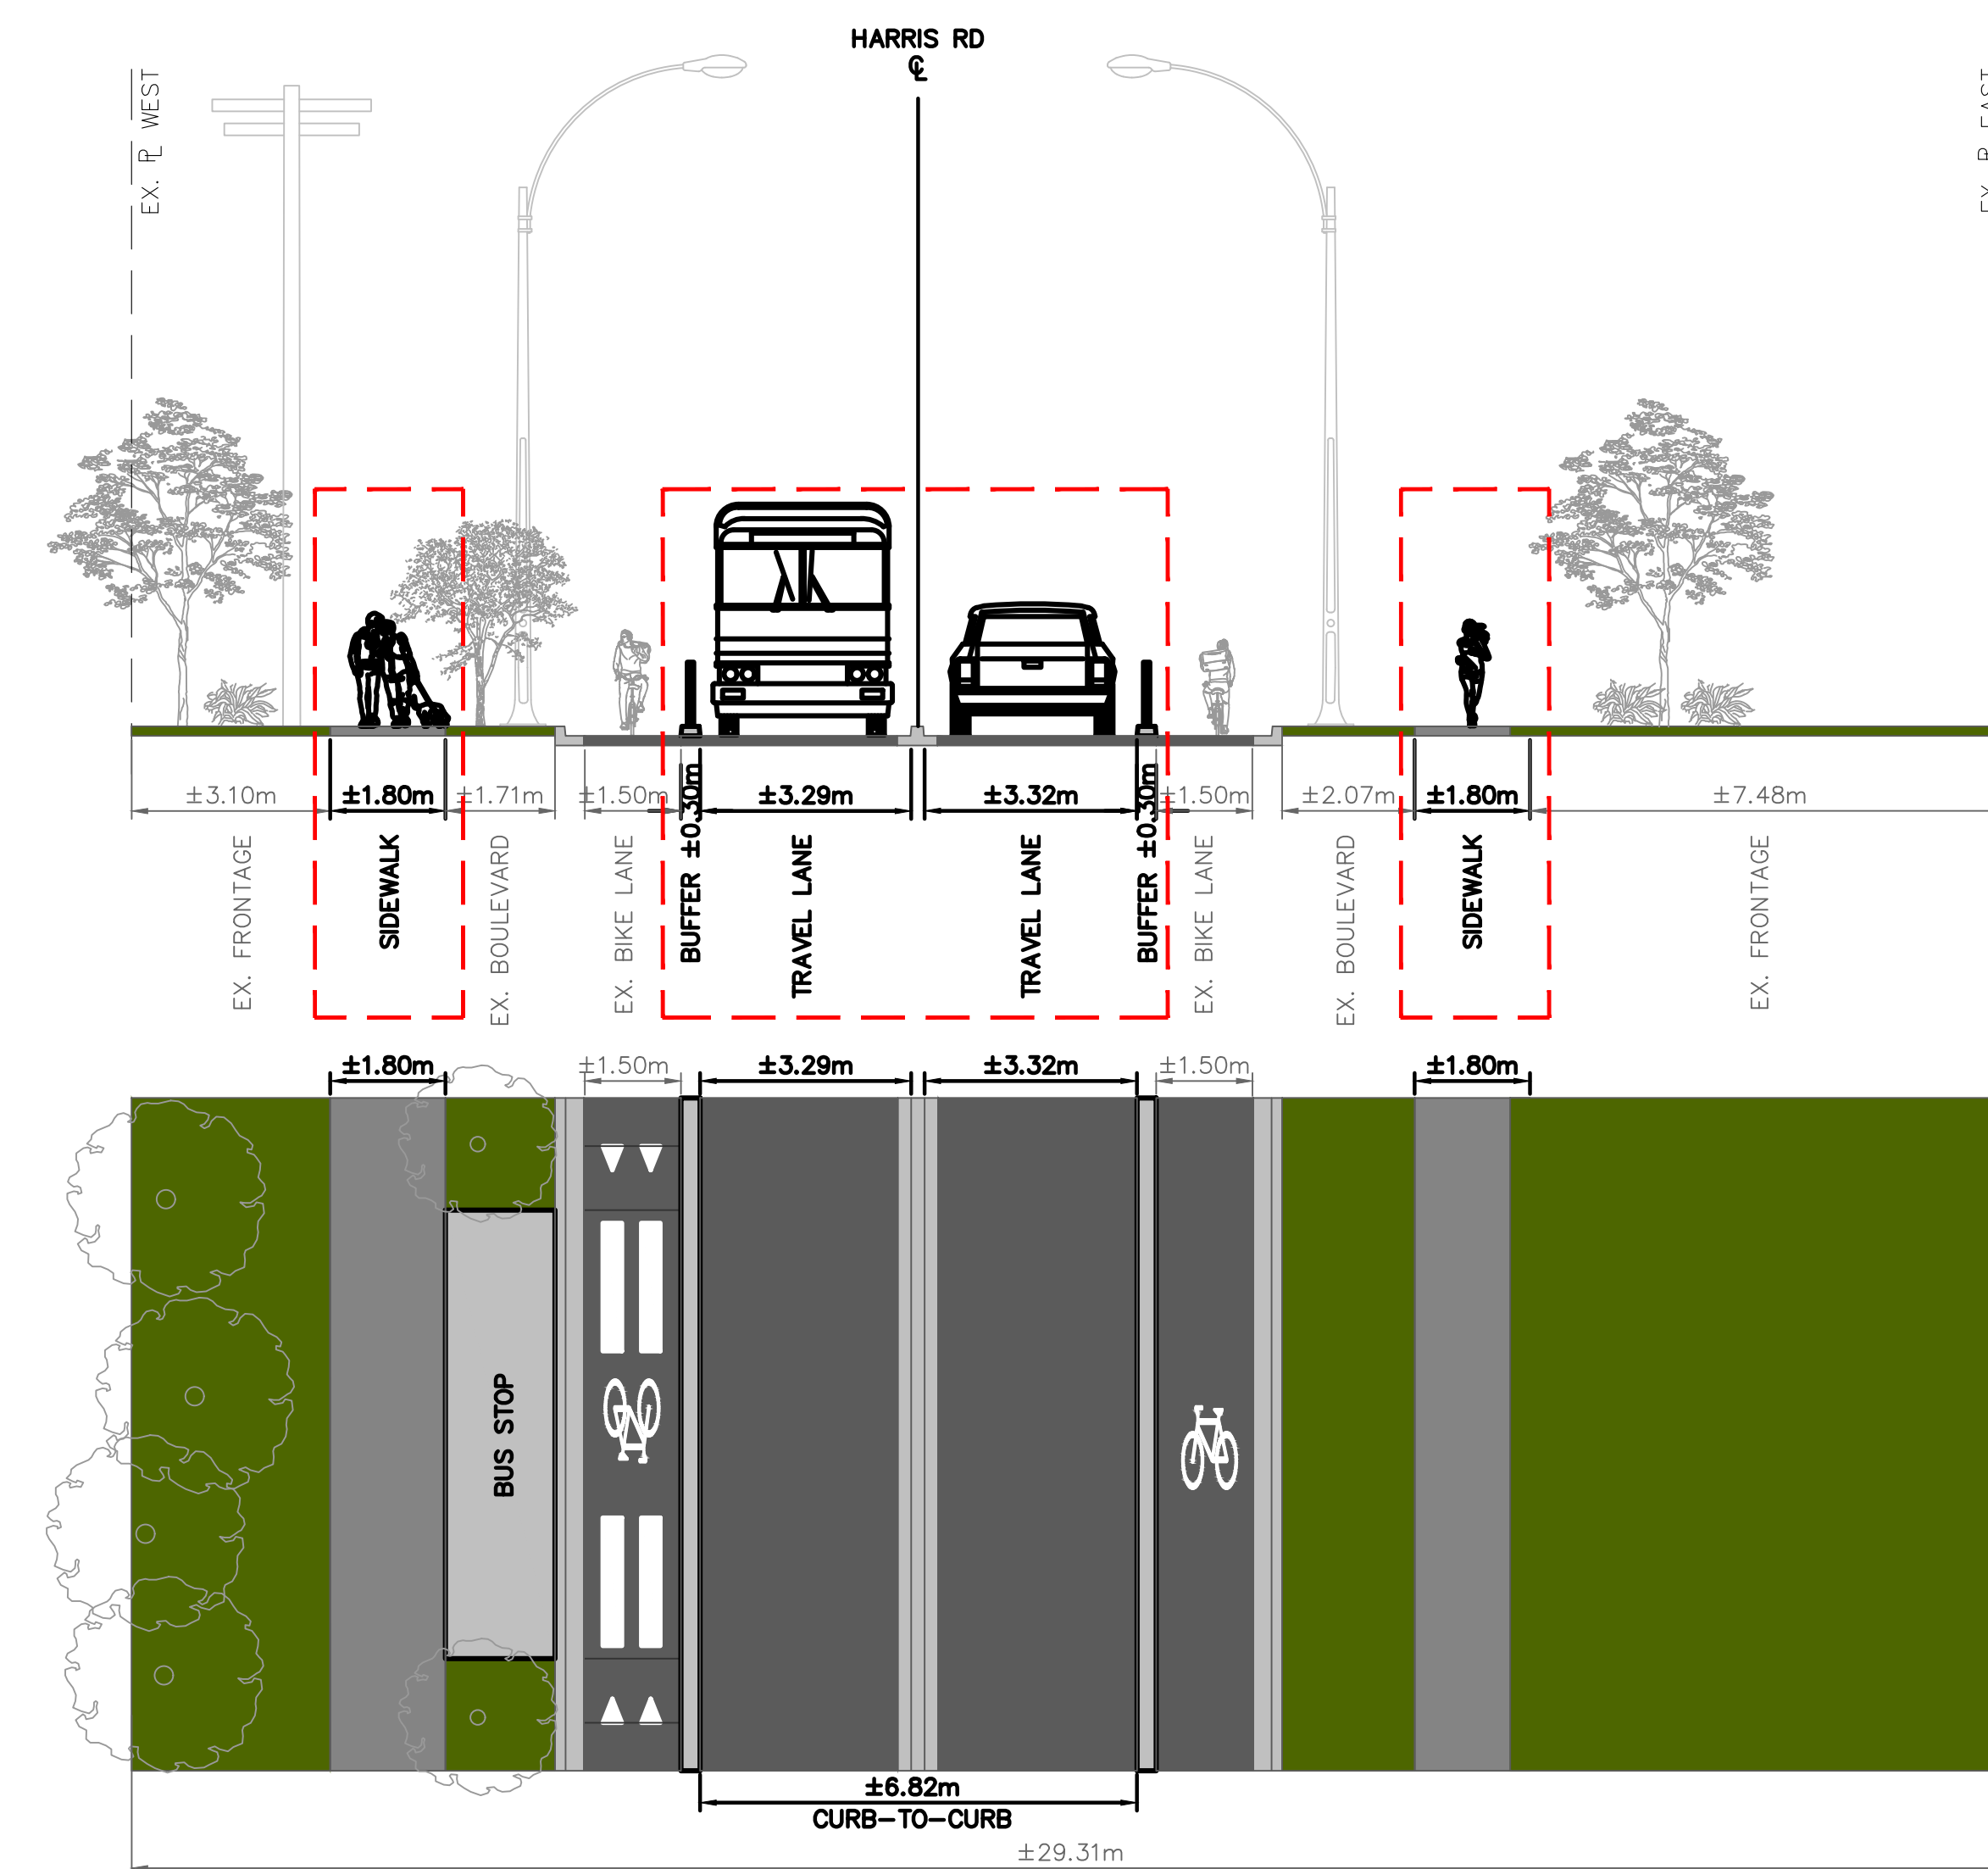 HARRIS RD
℄
EX. ⅊ WEST
EX. ⅊ EAST
±3.10m
±1.80m
±1.71m
±1.50m
BUFFER ±0.30m
±3.29m
±3.32m
BUFFER ±0.30m
±1.50m
±2.07m
±1.80m
±7.48m
EX. FRONTAGE
SIDEWALK
EX. BOULEVARD
EX. BIKE LANE
TRAVEL LANE
TRAVEL LANE
EX. BIKE LANE
EX. BOULEVARD
SIDEWALK
EX. FRONTAGE
±1.80m
±1.50m
±3.29m
±3.32m
±1.50m
±1.80m
BUS STOP
±6.82m
CURB-TO-CURB
±29.31m